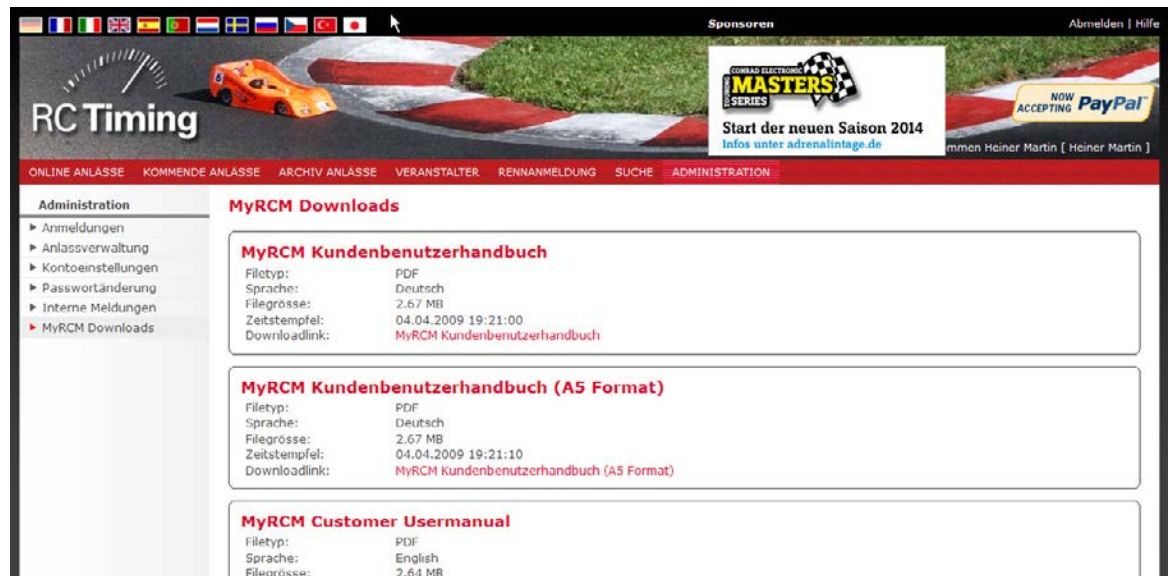 Sponsoren
Abmelden | Hilfe
RC Timing
6
CONRAD ELECTRONIC
TOURING
MASTERS
SERIES
Start der neuen Saison 2014
Infos unter adrenalintage.de
NOW
ACCEPTING PayPal
mmen Heiner Martin [ Heiner Martin ]
ONLINE ANLÄSSE KOMMENDE ANLÄSSE ARCHIV ANLÄSSE VERANSTALTER RENNANMELDUNG SUCHE ADMINISTRATION
Administration
Anmeldungen
Anlassverwaltung
Kontoeinstellungen
Passwortänderung
Interne Meldungen
MyRCM Downloads
MyRCM Downloads
MyRCM Kundenbenutzerhandbuch
Filetyp: PDF
Sprache: Deutsch
Filegrösse: 2.67 MB
Zeitstempfel: 04.04.2009 19:21:00
Downloadlink: MyRCM Kundenbenutzerhandbuch
MyRCM Kundenbenutzerhandbuch (A5 Format)
Filetyp: PDF
Sprache: Deutsch
Filegrösse: 2.67 MB
Zeitstempfel: 04.04.2009 19:21:10
Downloadlink: MyRCM Kundenbenutzerhandbuch (A5 Format)
MyRCM Customer Usermanual
Filetyp: PDF
Sprache: English
Filegrösse: 2.64 MB